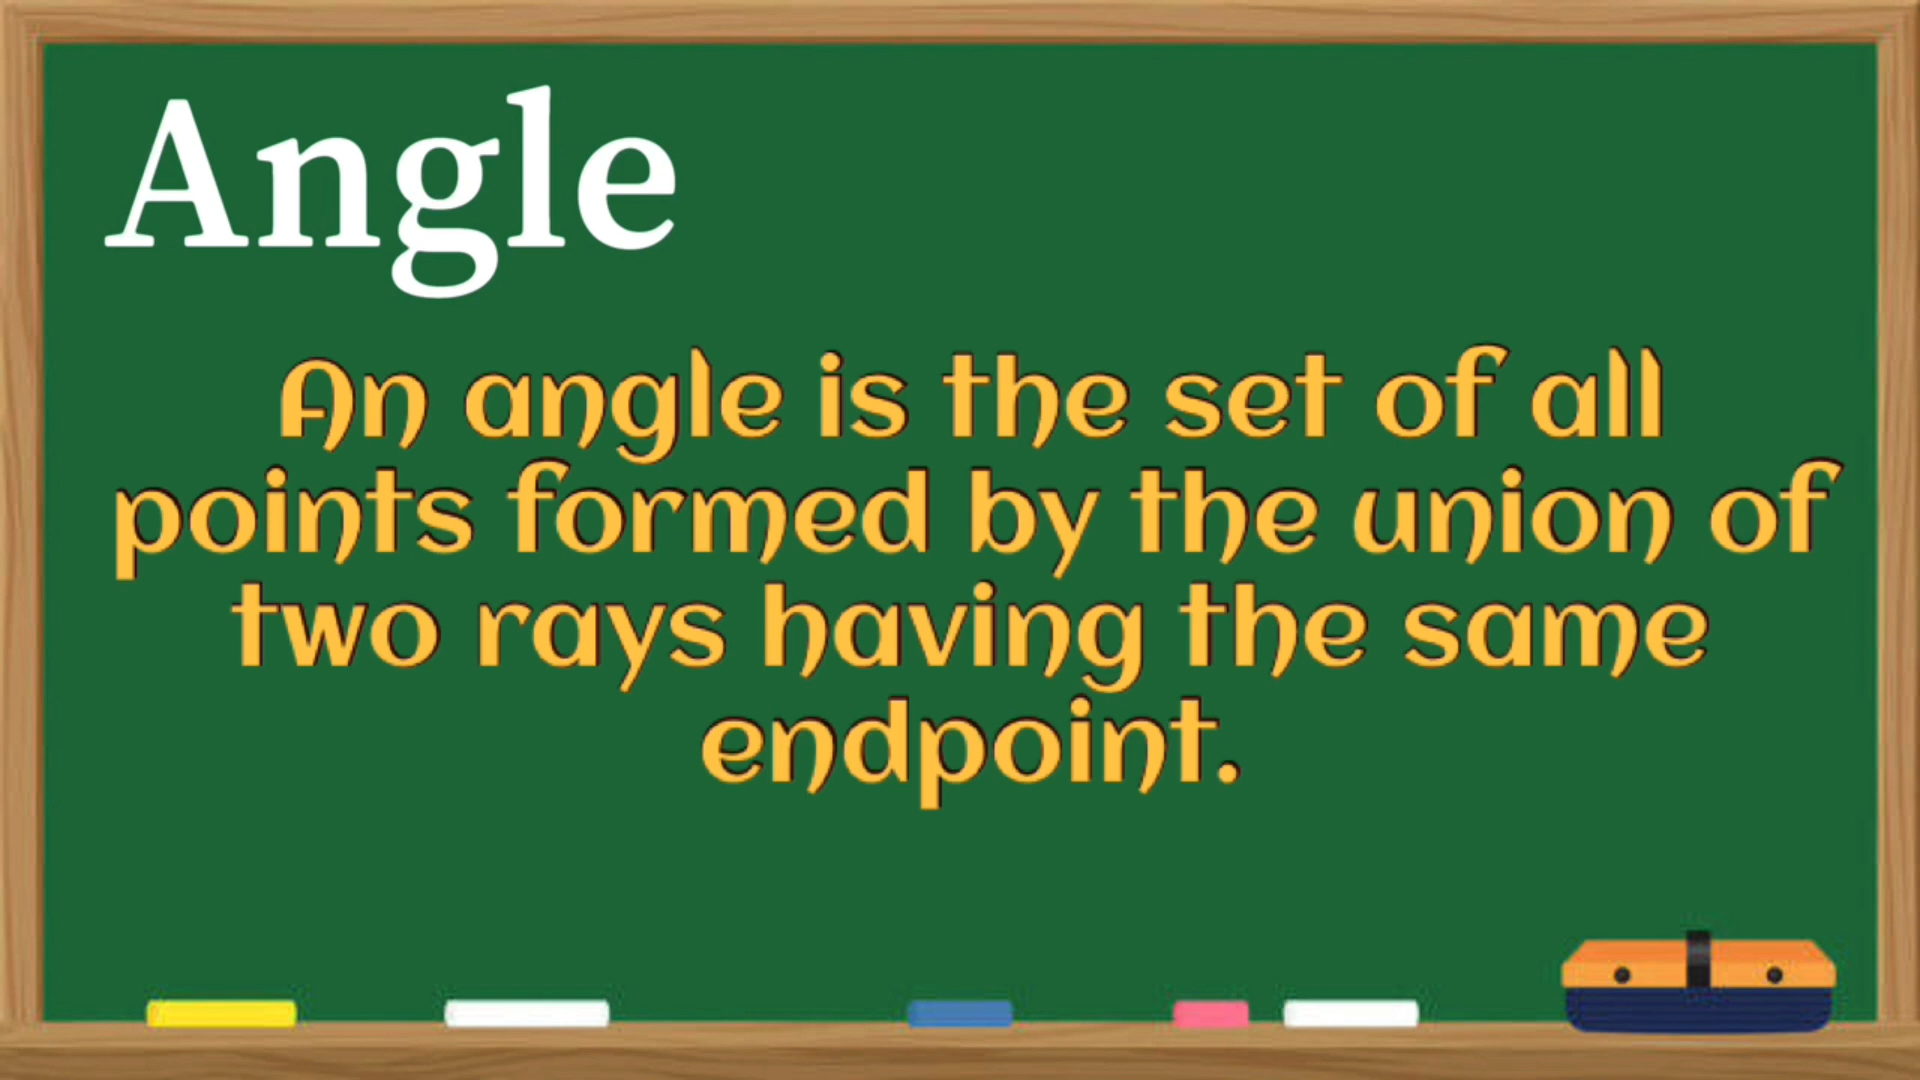 Angle
An angle is the set of all
points formed by the union of
two rays having the same
endpoint.